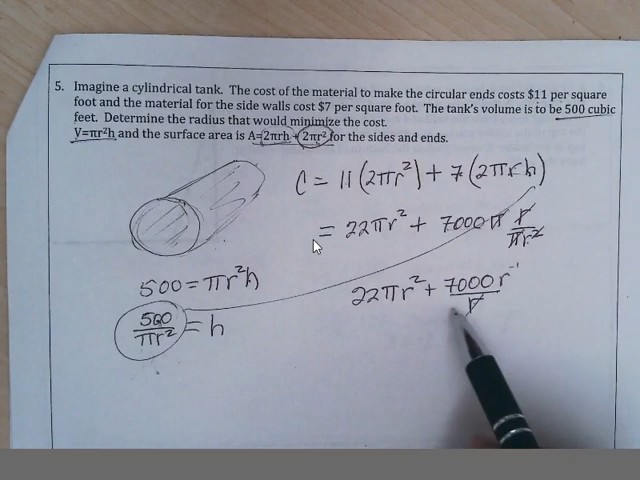 5. Imagine a cylindrical tank. The cost of the material to make the circular ends costs $11 per square
foot and the material for the side walls cost $7 per square foot. The tank's volume is to be 500 cubic
feet. Determine the radius that would minimize the cost.
V=πr²h and the surface area is A=2πrh + 2πr² for the sides and ends.
C = 11(2πr²) + 7(2πrh)
= 22πr² + 7000π r/πr²
500 = πr²h
22πr² + 7000r⁻¹/r
500/πr² = h